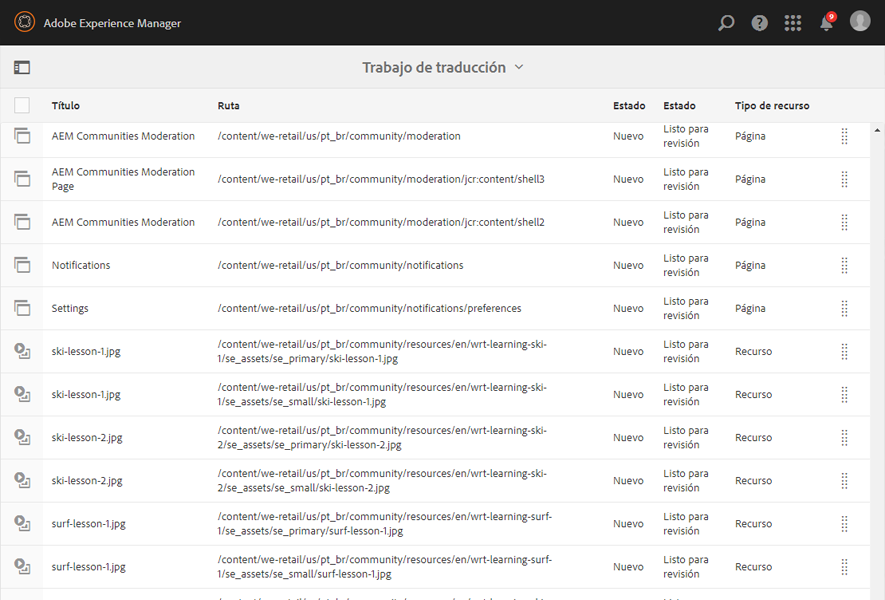 Adobe Experience Manager
9
Trabajo de traducción
Título Ruta Estado Estado Tipo de recurso
AEM Communities Moderation /content/we-retail/us/pt_br/community/moderation Nuevo Listo para
revisión Página
AEM Communities Moderation
Page /content/we-retail/us/pt_br/community/moderation/jcr:content/shell3 Nuevo Listo para
revisión Página
AEM Communities Moderation /content/we-retail/us/pt_br/community/moderation/jcr:content/shell2 Nuevo Listo para
revisión Página
Notifications /content/we-retail/us/pt_br/community/notifications Nuevo Listo para
revisión Página
Settings /content/we-retail/us/pt_br/community/notifications/preferences Nuevo Listo para
revisión Página
ski-lesson-1.jpg /content/we-retail/us/pt_br/community/resources/en/wrt-learning-ski-
1/se_assets/se_primary/ski-lesson-1.jpg Nuevo Listo para
revisión Recurso
ski-lesson-1.jpg /content/we-retail/us/pt_br/community/resources/en/wrt-learning-ski-
1/se_assets/se_small/ski-lesson-1.jpg Nuevo Listo para
revisión Recurso
ski-lesson-2.jpg /content/we-retail/us/pt_br/community/resources/en/wrt-learning-ski-
2/se_assets/se_primary/ski-lesson-2.jpg Nuevo Listo para
revisión Recurso
ski-lesson-2.jpg /content/we-retail/us/pt_br/community/resources/en/wrt-learning-ski-
2/se_assets/se_small/ski-lesson-2.jpg Nuevo Listo para
revisión Recurso
surf-lesson-1.jpg /content/we-retail/us/pt_br/community/resources/en/wrt-learning-surf-
1/se_assets/se_primary/surf-lesson-1.jpg Nuevo Listo para
revisión Recurso
surf-lesson-1.jpg /content/we-retail/us/pt_br/community/resources/en/wrt-learning-surf-
1/se_assets/se_small/surf-lesson-1.jpg Nuevo Listo para
revisión Recurso